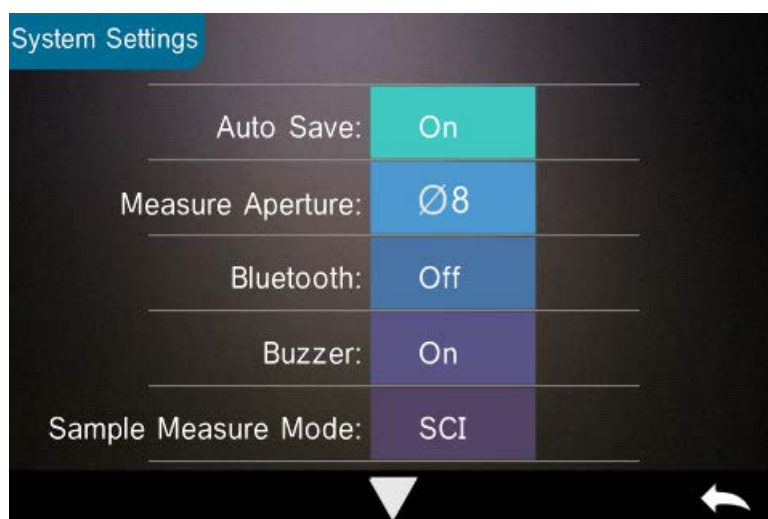 System Settings
Auto Save: On
Measure Aperture: Ø8
Bluetooth: Off
Buzzer: On
Sample Measure Mode: SCI